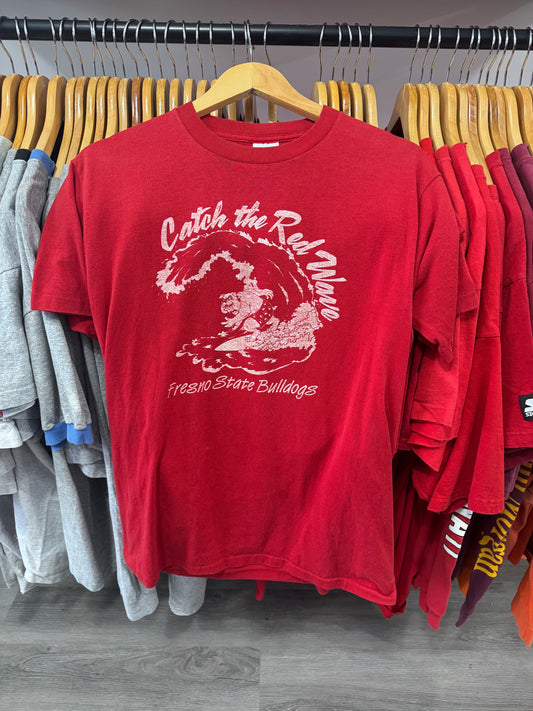 Catch the Red Wave
Fresno State Bulldogs